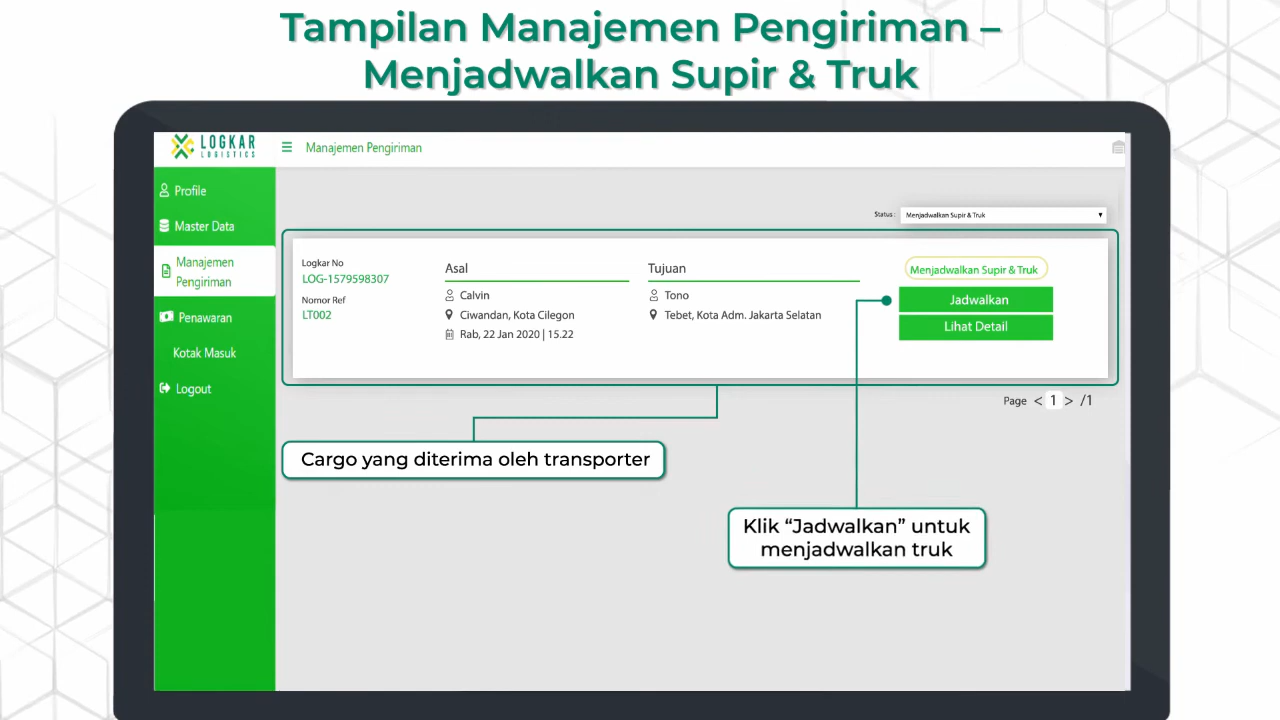 Tampilan Manajemen Pengiriman –
Menjadwalkan Supir & Truk
LOGKAR
LOGISTICS
Manajemen Pengiriman
Profile
Master Data
Manajemen
Pengiriman
Penawaran
Kotak Masuk
Logout
Status : Menjadwalkan Supir & Truk
Logkar No
LOG-1579598307
Nomor Ref
LT002
Asal
Calvin
Ciwandan, Kota Cilegon
Rab, 22 Jan 2020 | 15.22
Tujuan
Tono
Tebet, Kota Adm. Jakarta Selatan
Menjadwalkan Supir & Truk
Jadwalkan
Lihat Detail
Page < 1 > /1
Cargo yang diterima oleh transporter
Klik “Jadwalkan” untuk
menjadwalkan truk